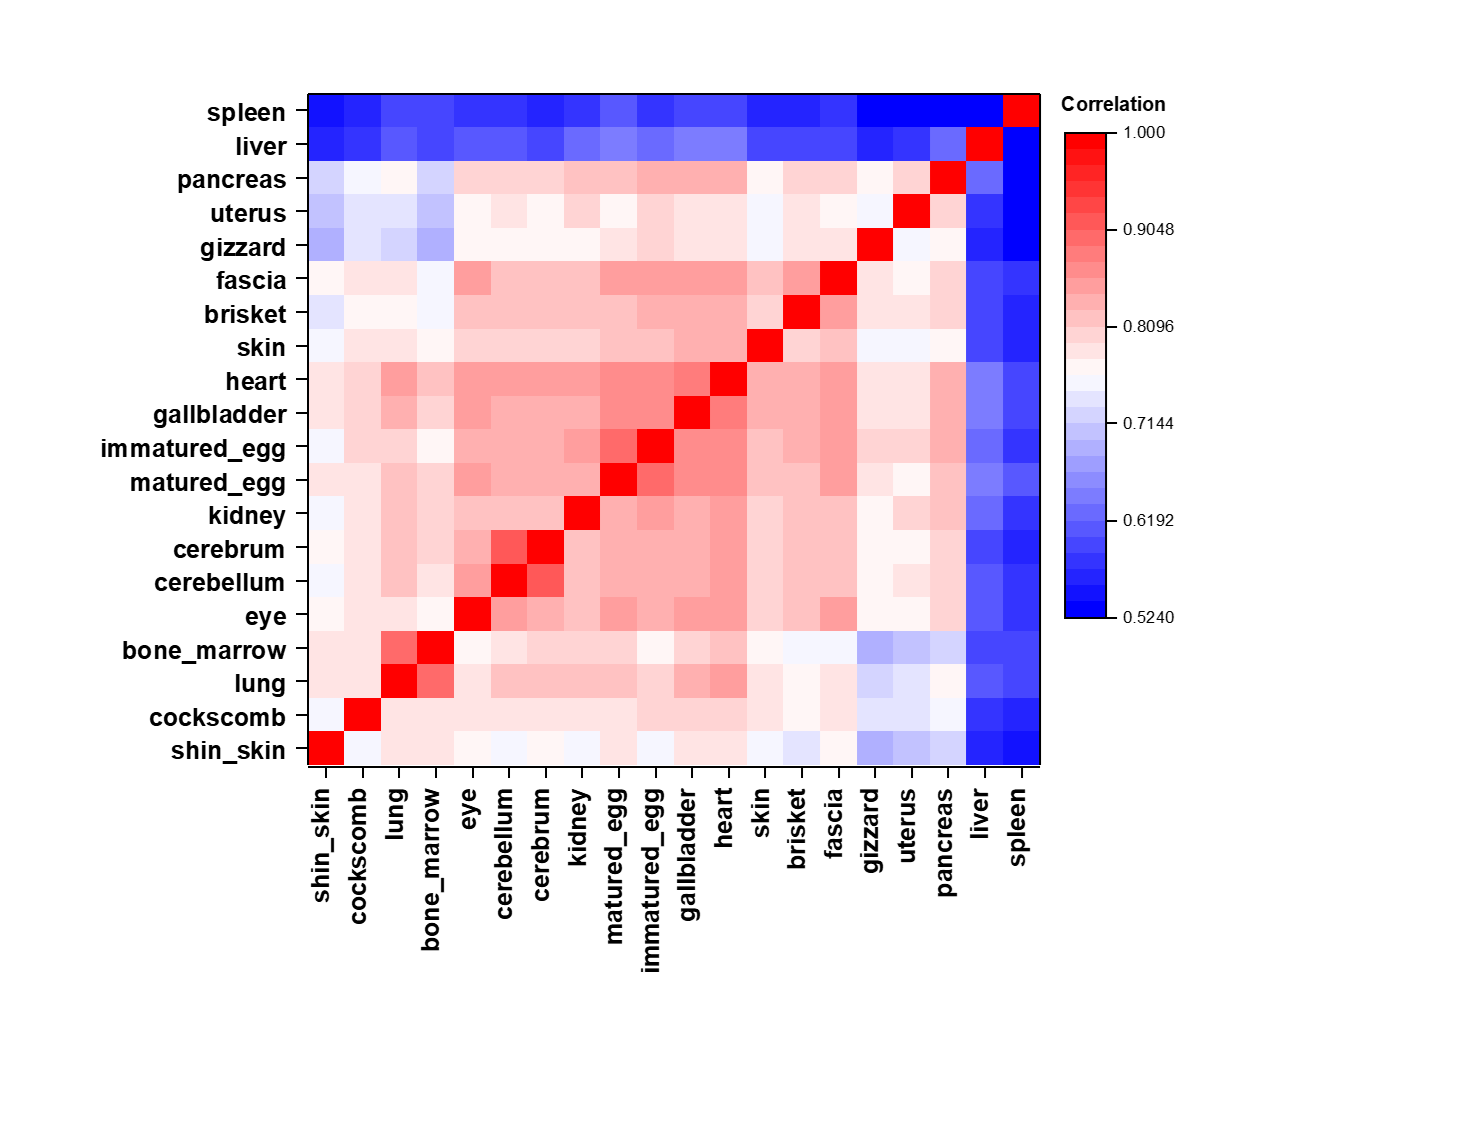 Correlation
spleen
liver
pancreas
uterus
gizzard
fascia
brisket
skin
heart
gallbladder
immatured_egg
matured_egg
kidney
cerebrum
cerebellum
eye
bone_marrow
lung
cockscomb
shin_skin
1.000
0.9048
0.8096
0.7144
0.6192
0.5240
shin_skin
cockscomb
lung
bone_marrow
eye
cerebellum
cerebrum
kidney
matured_egg
immatured_egg
gallbladder
heart
skin
brisket
fascia
gizzard
uterus
pancreas
liver
spleen